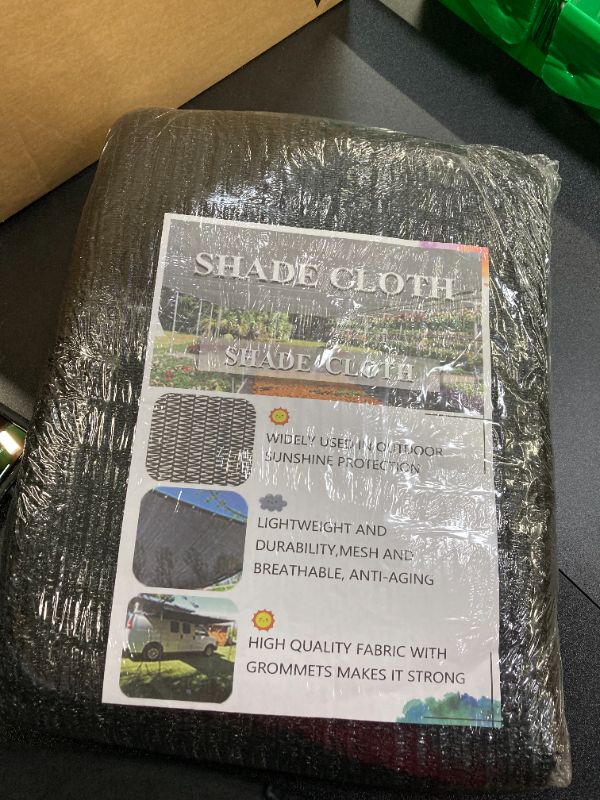 SHADE CLOTH
SHADE CLOTH
WIDELY USED IN OUTDOOR
SUNSHINE PROTECTION
LIGHTWEIGHT AND
DURABILITY,MESH AND
BREATHABLE, ANTI-AGING
HIGH QUALITY FABRIC WITH
GROMMETS MAKES IT STRONG